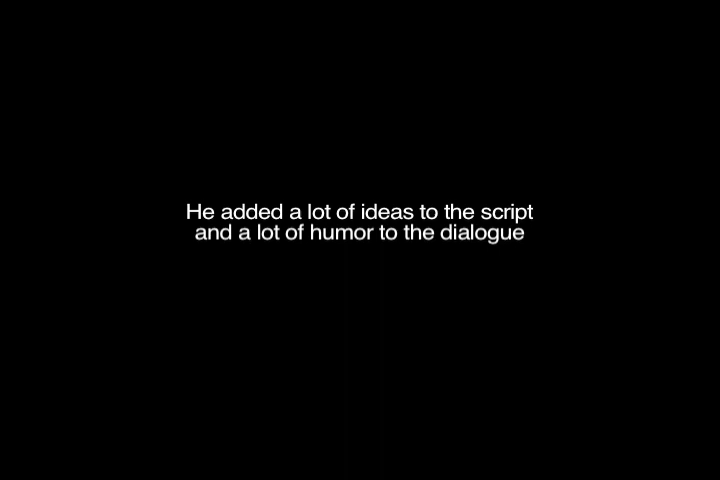 He added a lot of ideas to the script
and a lot of humor to the dialogue